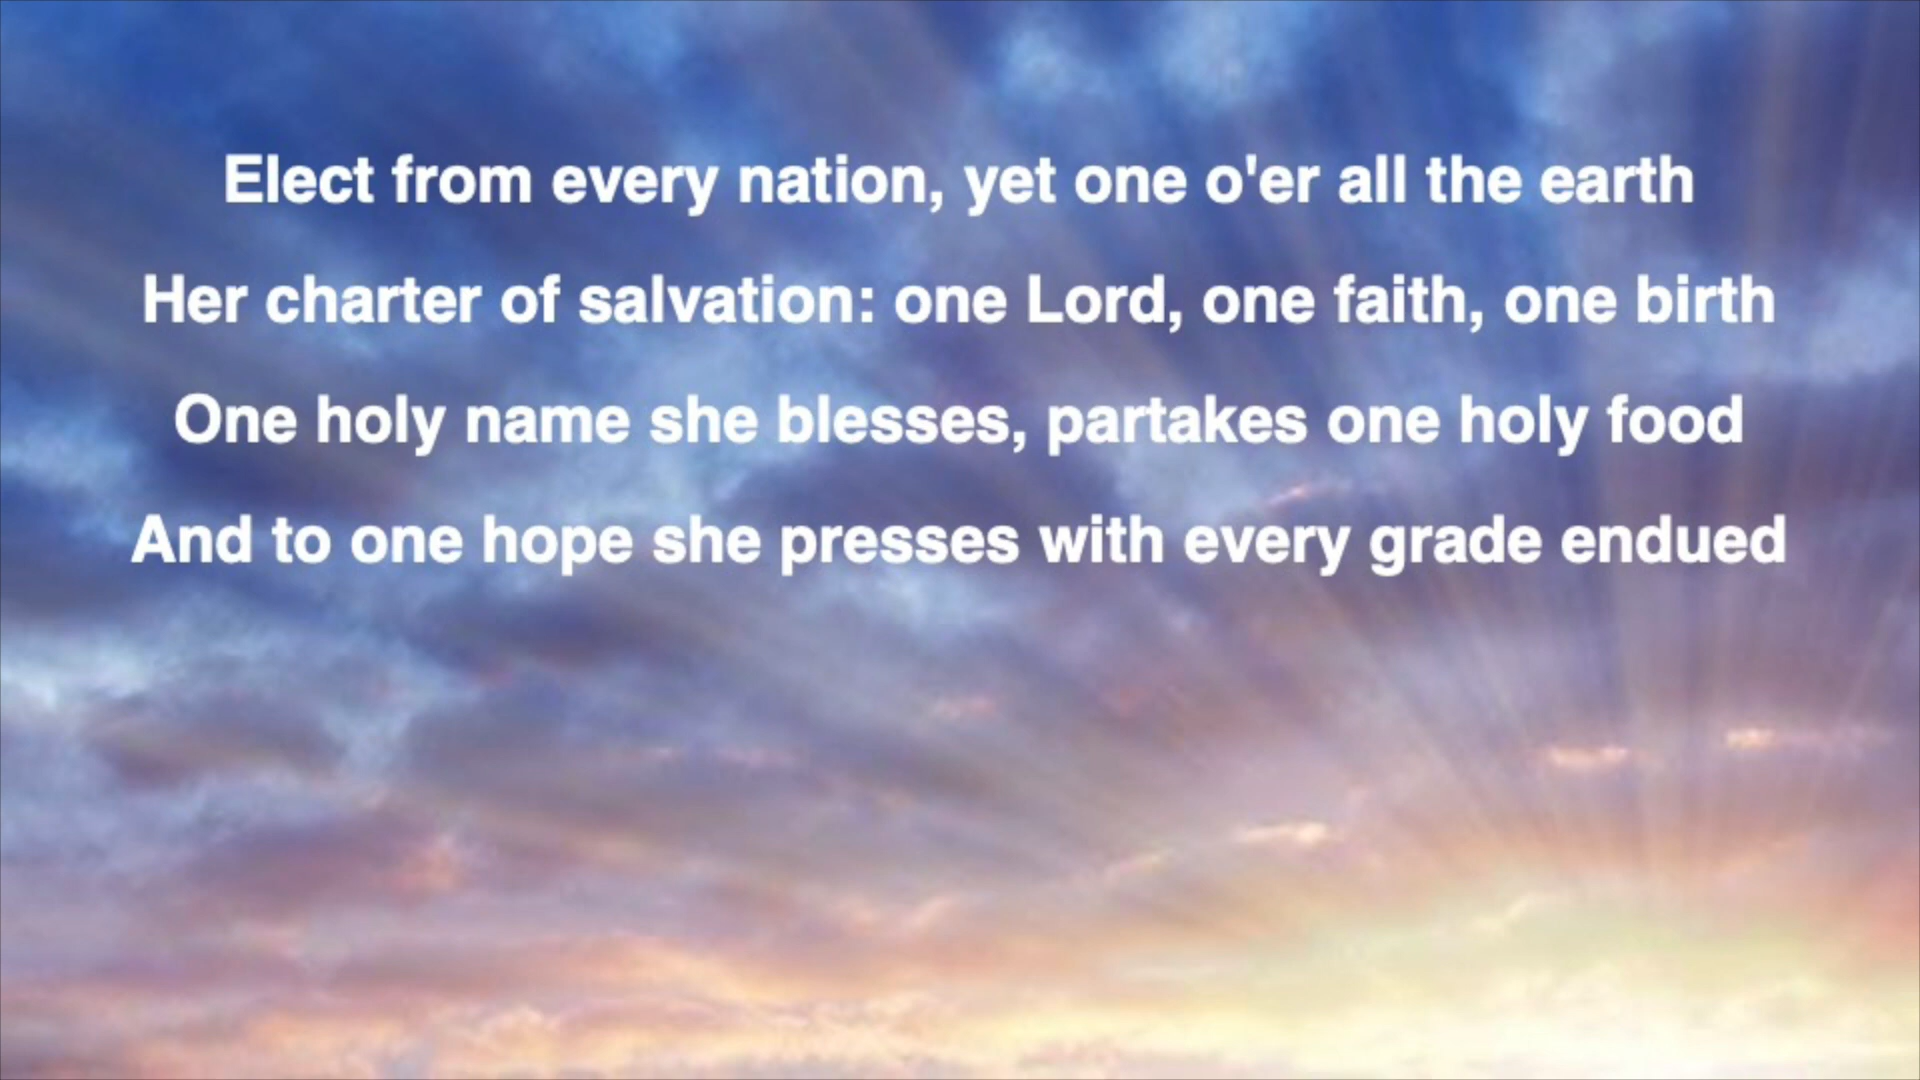 Elect from every nation, yet one o'er all the earth
Her charter of salvation: one Lord, one faith, one birth
One holy name she blesses, partakes one holy food
And to one hope she presses with every grade endued